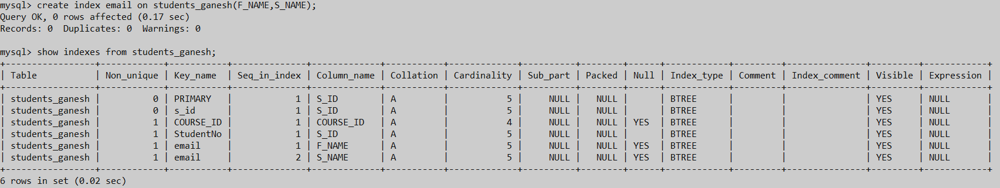 mysql> create index email on students_ganesh(F_NAME,S_NAME);
Query OK, 0 rows affected (0.17 sec)
Records: 0  Duplicates: 0  Warnings: 0

mysql> show indexes from students_ganesh;
+-----------------+------------+------------+--------------+-------------+-----------+-------------+----------+--------+------+------------+---------+---------------+---------+------------+
| Table           | Non_unique | Key_name   | Seq_in_index | Column_name | Collation | Cardinality | Sub_part | Packed | Null | Index_type | Comment | Index_comment | Visible | Expression |
+-----------------+------------+------------+--------------+-------------+-----------+-------------+----------+--------+------+------------+---------+---------------+---------+------------+
| students_ganesh |          0 | PRIMARY    |            1 | S_ID        | A         |           5 |     NULL |   NULL |      | BTREE      |         |               | YES     | NULL       |
| students_ganesh |          0 | s_id       |            1 | S_ID        | A         |           5 |     NULL |   NULL |      | BTREE      |         |               | YES     | NULL       |
| students_ganesh |          1 | COURSE_ID  |            1 | COURSE_ID   | A         |           4 |     NULL |   NULL | YES  | BTREE      |         |               | YES     | NULL       |
| students_ganesh |          1 | StudentNo  |            1 | S_ID        | A         |           5 |     NULL |   NULL |      | BTREE      |         |               | YES     | NULL       |
| students_ganesh |          1 | email      |            1 | F_NAME      | A         |           5 |     NULL |   NULL | YES  | BTREE      |         |               | YES     | NULL       |
| students_ganesh |          1 | email      |            2 | S_NAME      | A         |           5 |     NULL |   NULL | YES  | BTREE      |         |               | YES     | NULL       |
+-----------------+------------+------------+--------------+-------------+-----------+-------------+----------+--------+------+------------+---------+---------------+---------+------------+
6 rows in set (0.02 sec)